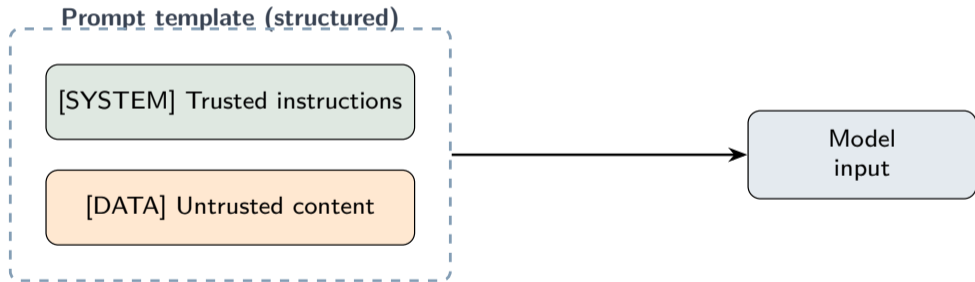 Prompt template (structured)
[SYSTEM] Trusted instructions
[DATA] Untrusted content
Model
input